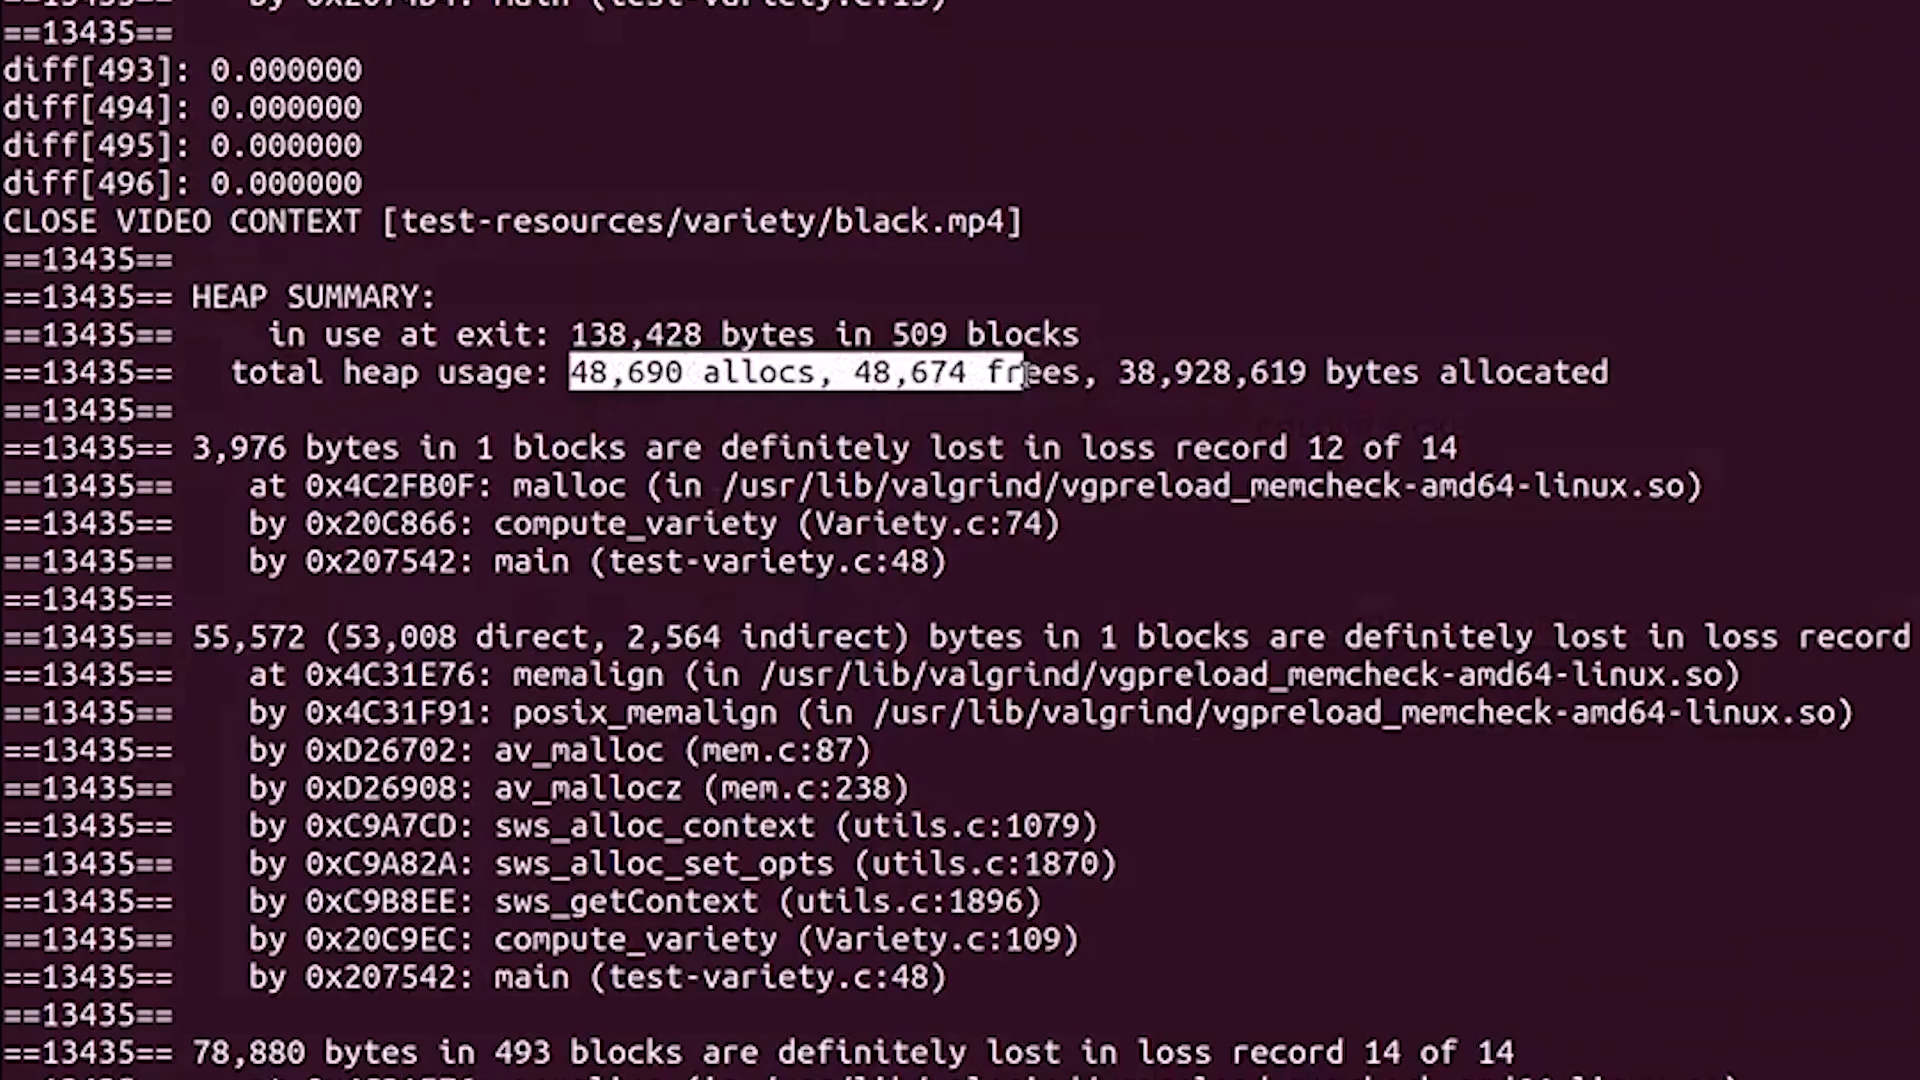 by 0x2074D4: main (test-variety.c:15)
==13435==
diff[493]: 0.000000
diff[494]: 0.000000
diff[495]: 0.000000
diff[496]: 0.000000
CLOSE VIDEO CONTEXT [test-resources/variety/black.mp4]
==13435==
==13435== HEAP SUMMARY:
==13435== in use at exit: 138,428 bytes in 509 blocks
==13435== total heap usage: 48,690 allocs, 48,674 frees, 38,928,619 bytes allocated
==13435==
==13435== 3,976 bytes in 1 blocks are definitely lost in loss record 12 of 14
==13435== at 0x4C2FB0F: malloc (in /usr/lib/valgrind/vgpreload_memcheck-amd64-linux.so)
==13435== by 0x20C866: compute_variety (Variety.c:74)
==13435== by 0x207542: main (test-variety.c:48)
==13435==
==13435== 55,572 (53,008 direct, 2,564 indirect) bytes in 1 blocks are definitely lost in loss record
==13435== at 0x4C31E76: memalign (in /usr/lib/valgrind/vgpreload_memcheck-amd64-linux.so)
==13435== by 0x4C31F91: posix_memalign (in /usr/lib/valgrind/vgpreload_memcheck-amd64-linux.so)
==13435== by 0xD26702: av_malloc (mem.c:87)
==13435== by 0xD26908: av_mallocz (mem.c:238)
==13435== by 0xC9A7CD: sws_alloc_context (utils.c:1079)
==13435== by 0xC9A82A: sws_alloc_set_opts (utils.c:1870)
==13435== by 0xC9B8EE: sws_getContext (utils.c:1896)
==13435== by 0x20C9EC: compute_variety (Variety.c:109)
==13435== by 0x207542: main (test-variety.c:48)
==13435==
==13435== 78,880 bytes in 493 blocks are definitely lost in loss record 14 of 14